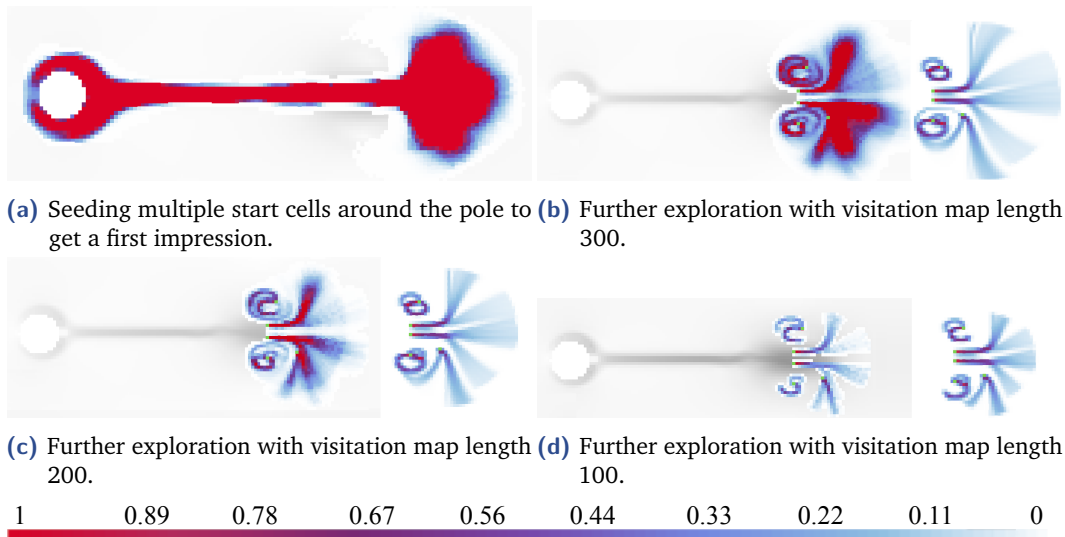 (a) Seeding multiple start cells around the pole to
get a first impression.
(b) Further exploration with visitation map length
300.
(c) Further exploration with visitation map length
200.
(d) Further exploration with visitation map length
100.
1 0.89 0.78 0.67 0.56 0.44 0.33 0.22 0.11 0